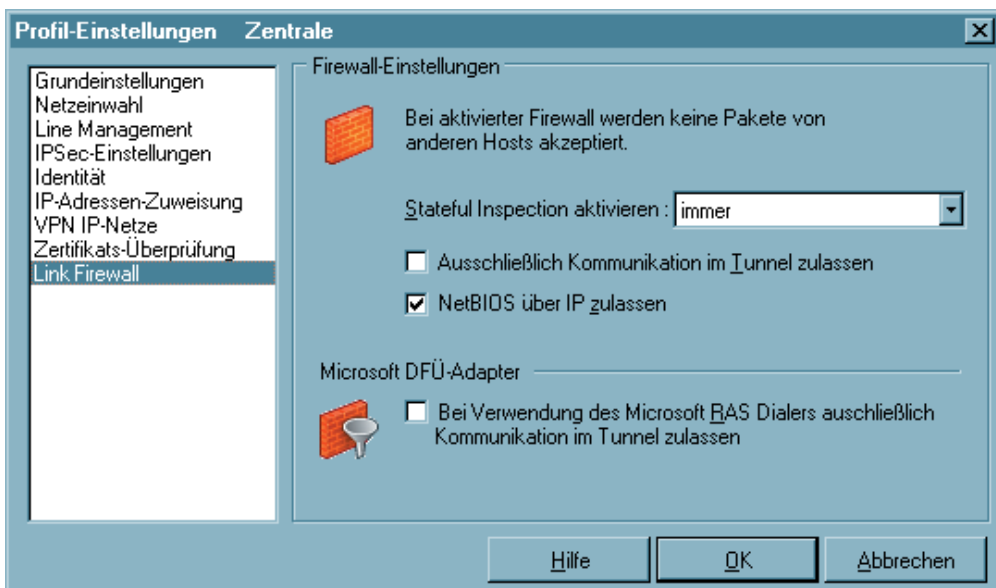 Profil-Einstellungen Zentrale
Grundeinstellungen
Netzeinwahl
Line Management
IPSec-Einstellungen
Identität
IP-Adressen-Zuweisung
VPN IP-Netze
Zertifikats-Überprüfung
Link Firewall
Firewall-Einstellungen
Bei aktivierter Firewall werden keine Pakete von
anderen Hosts akzeptiert.
Stateful Inspection aktivieren : immer
Ausschließlich Kommunikation im Tunnel zulassen
NetBIOS über IP zulassen
Microsoft DFÜ-Adapter
Bei Verwendung des Microsoft RAS Dialers auschließlich
Kommunikation im Tunnel zulassen
Hilfe OK Abbrechen